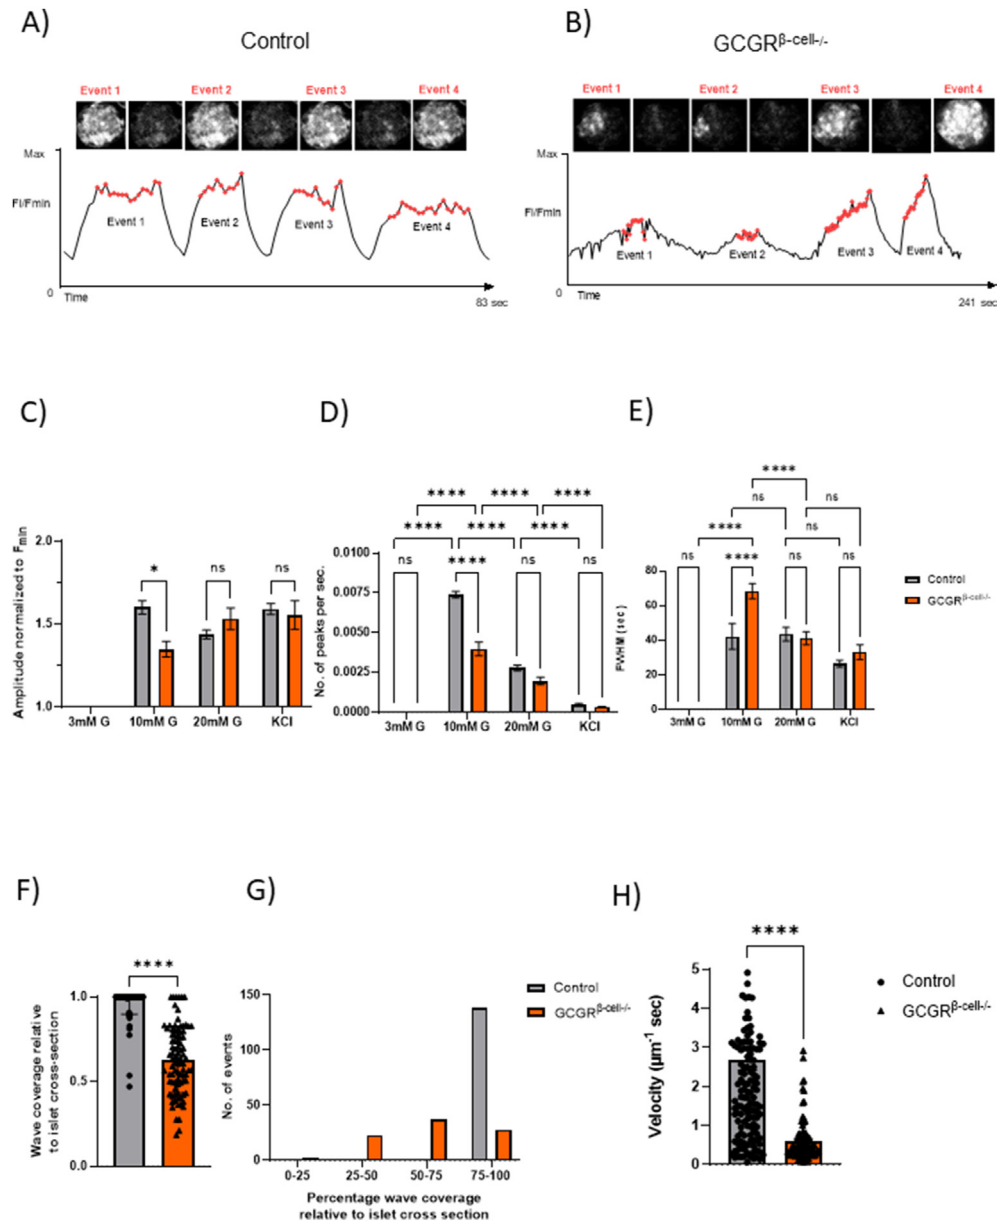 A)
Control
Event 1 Event 2 Event 3 Event 4
Max
Fl/Fmin
Event 1 Event 2 Event 3 Event 4
0 Time 83 sec
B)
GCGRβ-cell-/-
Event 1 Event 2 Event 3 Event 4
Max
Fl/Fmin
Event 1 Event 2 Event 3 Event 4
0 Time 241 sec
C)
Amplitude normalized to Fmin
2.0
1.5
1.0
* ns ns
3mM G 10mM G 20mM G KCl
D)
No. of peaks per sec.
**** **** ****
**** **** ****
ns **** ns ns
0.0100
0.0075
0.0050
0.0025
0.0000
3mM G 10mM G 20mM G KCl
E)
FWHM (sec)
****
ns ns
**** ns
ns **** ns ns
80
60
40
20
0
3mM G 10mM G 20mM G KCl
Control
GCGRβ-cell-/-
F)
Wave coverage relative
to islet cross-section
****
1.0
0.5
0.0
G)
No. of events
150
100
50
0
0-25 25-50 50-75 75-100
Percentage wave coverage
relative to islet cross section
Control
GCGRβ-cell-/-
H)
Velocity (µm-1 sec)
****
5
4
3
2
1
0
Control
GCGRβ-cell-/-